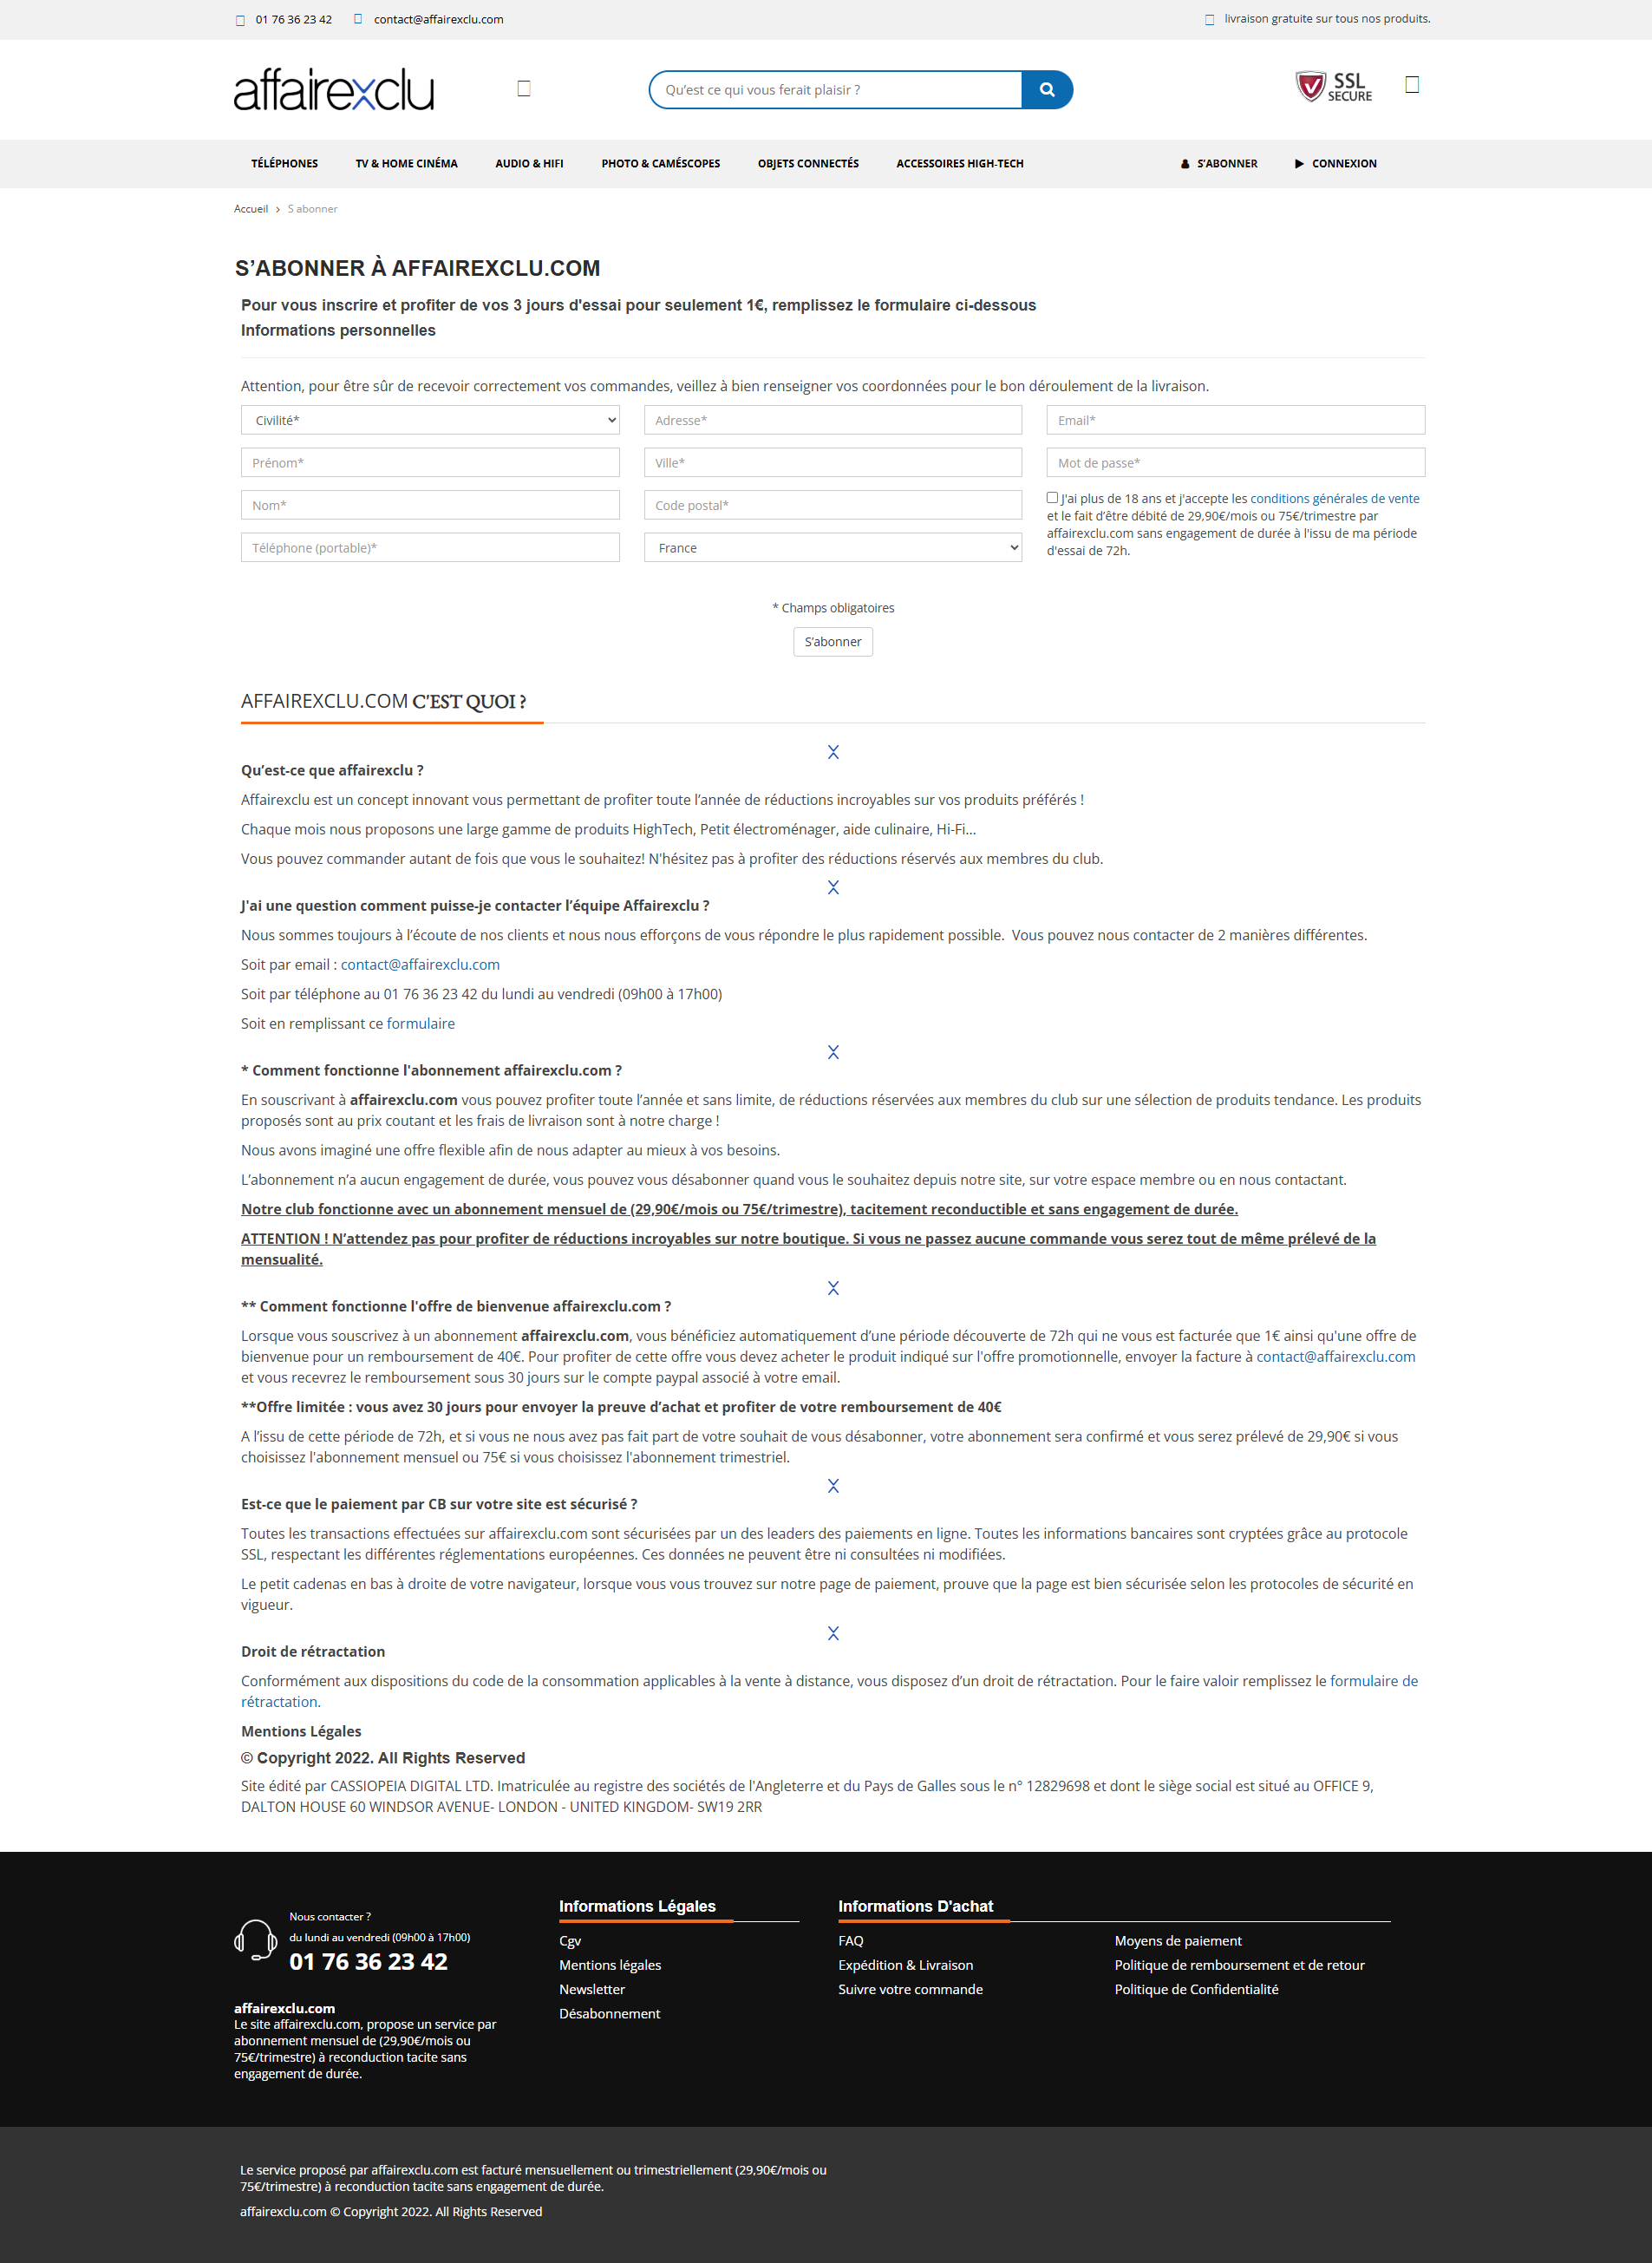 01 76 36 23 42 contact@affairexclu.com livraison gratuite sur tous nos produits.
affairexclu
Qu'est ce qui vous ferait plaisir ?
SSL
SECURE
TÉLÉPHONES TV & HOME CINÉMA AUDIO & HIFI PHOTO & CAMÉSCOPES OBJETS CONNECTÉS ACCESSOIRES HIGH-TECH S'ABONNER CONNEXION
Accueil > S abonner
S'ABONNER À AFFAIREXCLU.COM
Pour vous inscrire et profiter de vos 3 jours d'essai pour seulement 1€, remplissez le formulaire ci-dessous
Informations personnelles
Attention, pour être sûr de recevoir correctement vos commandes, veillez à bien renseigner vos coordonnées pour le bon déroulement de la livraison.
Civilité* Adresse* Email*
Prénom* Ville* Mot de passe*
Nom* Code postal*
Téléphone (portable)* France
J'ai plus de 18 ans et j'accepte les conditions générales de vente
et le fait d'être débité de 29,90€/mois ou 75€/trimestre par
affairexclu.com sans engagement de durée à l'issu de ma période
d'essai de 72h.
* Champs obligatoires
S'abonner
AFFAIREXCLU.COM C'EST QUOI ?
Qu'est-ce que affairexclu ?
Affairexclu est un concept innovant vous permettant de profiter toute l'année de réductions incroyables sur vos produits préférés !
Chaque mois nous proposons une large gamme de produits HighTech, Petit électroménager, aide culinaire, Hi-Fi...
Vous pouvez commander autant de fois que vous le souhaitez! N'hésitez pas à profiter des réductions réservés aux membres du club.
J'ai une question comment puisse-je contacter l'équipe Affairexclu ?
Nous sommes toujours à l'écoute de nos clients et nous nous efforçons de vous répondre le plus rapidement possible.  Vous pouvez nous contacter de 2 manières différentes.
Soit par email : contact@affairexclu.com
Soit par téléphone au 01 76 36 23 42 du lundi au vendredi (09h00 à 17h00)
Soit en remplissant ce formulaire
* Comment fonctionne l'abonnement affairexclu.com ?
En souscrivant à affairexclu.com vous pouvez profiter toute l'année et sans limite, de réductions réservées aux membres du club sur une sélection de produits tendance. Les produits
proposés sont au prix coutant et les frais de livraison sont à notre charge !
Nous avons imaginé une offre flexible afin de nous adapter au mieux à vos besoins.
L'abonnement n'a aucun engagement de durée, vous pouvez vous désabonner quand vous le souhaitez depuis notre site, sur votre espace membre ou en nous contactant.
Notre club fonctionne avec un abonnement mensuel de (29,90€/mois ou 75€/trimestre), tacitement reconductible et sans engagement de durée.
ATTENTION ! N'attendez pas pour profiter de réductions incroyables sur notre boutique. Si vous ne passez aucune commande vous serez tout de même prélevé de la
mensualité.
** Comment fonctionne l'offre de bienvenue affairexclu.com ?
Lorsque vous souscrivez à un abonnement affairexclu.com, vous bénéficiez automatiquement d'une période découverte de 72h qui ne vous est facturée que 1€ ainsi qu'une offre de
bienvenue pour un remboursement de 40€. Pour profiter de cette offre vous devez acheter le produit indiqué sur l'offre promotionnelle, envoyer la facture à contact@affairexclu.com
et vous recevrez le remboursement sous 30 jours sur le compte paypal associé à votre email.
**Offre limitée : vous avez 30 jours pour envoyer la preuve d'achat et profiter de votre remboursement de 40€
A l'issu de cette période de 72h, et si vous ne nous avez pas fait part de votre souhait de vous désabonner, votre abonnement sera confirmé et vous serez prélevé de 29,90€ si vous
choisissez l'abonnement mensuel ou 75€ si vous choisissez l'abonnement trimestriel.
Est-ce que le paiement par CB sur votre site est sécurisé ?
Toutes les transactions effectuées sur affairexclu.com sont sécurisées par un des leaders des paiements en ligne. Toutes les informations bancaires sont cryptées grâce au protocole
SSL, respectant les différentes réglementations européennes. Ces données ne peuvent être ni consultées ni modifiées.
Le petit cadenas en bas à droite de votre navigateur, lorsque vous vous trouvez sur notre page de paiement, prouve que la page est bien sécurisée selon les protocoles de sécurité en
vigueur.
Droit de rétractation
Conformément aux dispositions du code de la consommation applicables à la vente à distance, vous disposez d'un droit de rétractation. Pour le faire valoir remplissez le formulaire de
rétractation.
Mentions Légales
© Copyright 2022. All Rights Reserved
Site édité par CASSIOPEIA DIGITAL LTD. Imatriculée au registre des sociétés de l'Angleterre et du Pays de Galles sous le n° 12829698 et dont le siège social est situé au OFFICE 9,
DALTON HOUSE 60 WINDSOR AVENUE- LONDON - UNITED KINGDOM- SW19 2RR
Nous contacter ?
du lundi au vendredi (09h00 à 17h00)
01 76 36 23 42
affairexclu.com
Le site affairexclu.com, propose un service par
abonnement mensuel de (29,90€/mois ou
75€/trimestre) à reconduction tacite sans
engagement de durée.
Informations Légales
Cgv
Mentions légales
Newsletter
Désabonnement
Informations D'achat
FAQ
Expédition & Livraison
Suivre votre commande
Moyens de paiement
Politique de remboursement et de retour
Politique de Confidentialité
Le service proposé par affairexclu.com est facturé mensuellement ou trimestriellement (29,90€/mois ou
75€/trimestre) à reconduction tacite sans engagement de durée.
affairexclu.com © Copyright 2022. All Rights Reserved